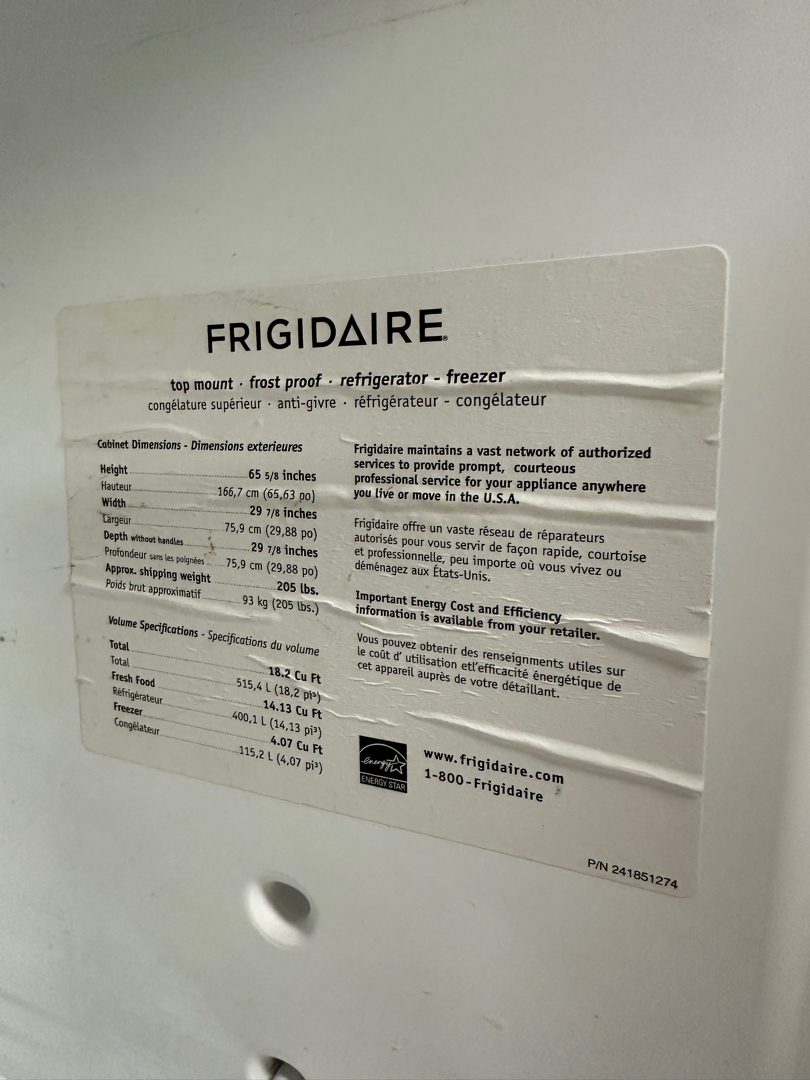 FRIGIDAIRE®
top mount · frost proof · refrigerator - freezer
congélature supérieur · anti-givre · réfrigérateur - congélateur
Cabinet Dimensions - Dimensions exterieures
Height 65 5/8 inches
Hauteur 166,7 cm (65,63 po)
Width 29 7/8 inches
Largeur 75,9 cm (29,88 po)
Depth without handles 29 7/8 inches
Profondeur sans les poignées 75,9 cm (29,88 po)
Approx. shipping weight 205 lbs.
Poids brut approximatif 93 kg (205 lbs.)
Volume Specifications - Specifications du volume
Total 18.2 Cu Ft
Total 515,4 L (18,2 pi³)
Fresh Food 14.13 Cu Ft
Réfrigérateur 400,1 L (14,13 pi³)
Freezer 4.07 Cu Ft
Congélateur 115,2 L (4,07 pi³)
Frigidaire maintains a vast network of authorized
services to provide prompt, courteous
professional service for your appliance anywhere
you live or move in the U.S.A.
Frigidaire offre un vaste réseau de réparateurs
autorisés pour vous servir de façon rapide, courtoise
et professionnelle, peu importe où vous vivez ou
déménagez aux États-Unis.
Important Energy Cost and Efficiency
information is available from your retailer.
Vous pouvez obtenir des renseignments utiles sur
le coût d' utilisation etl'efficacité énergétique de
cet appareil auprès de votre détaillant.
energy
ENERGY STAR
www.frigidaire.com
1-800-Frigidaire
P/N 241851274